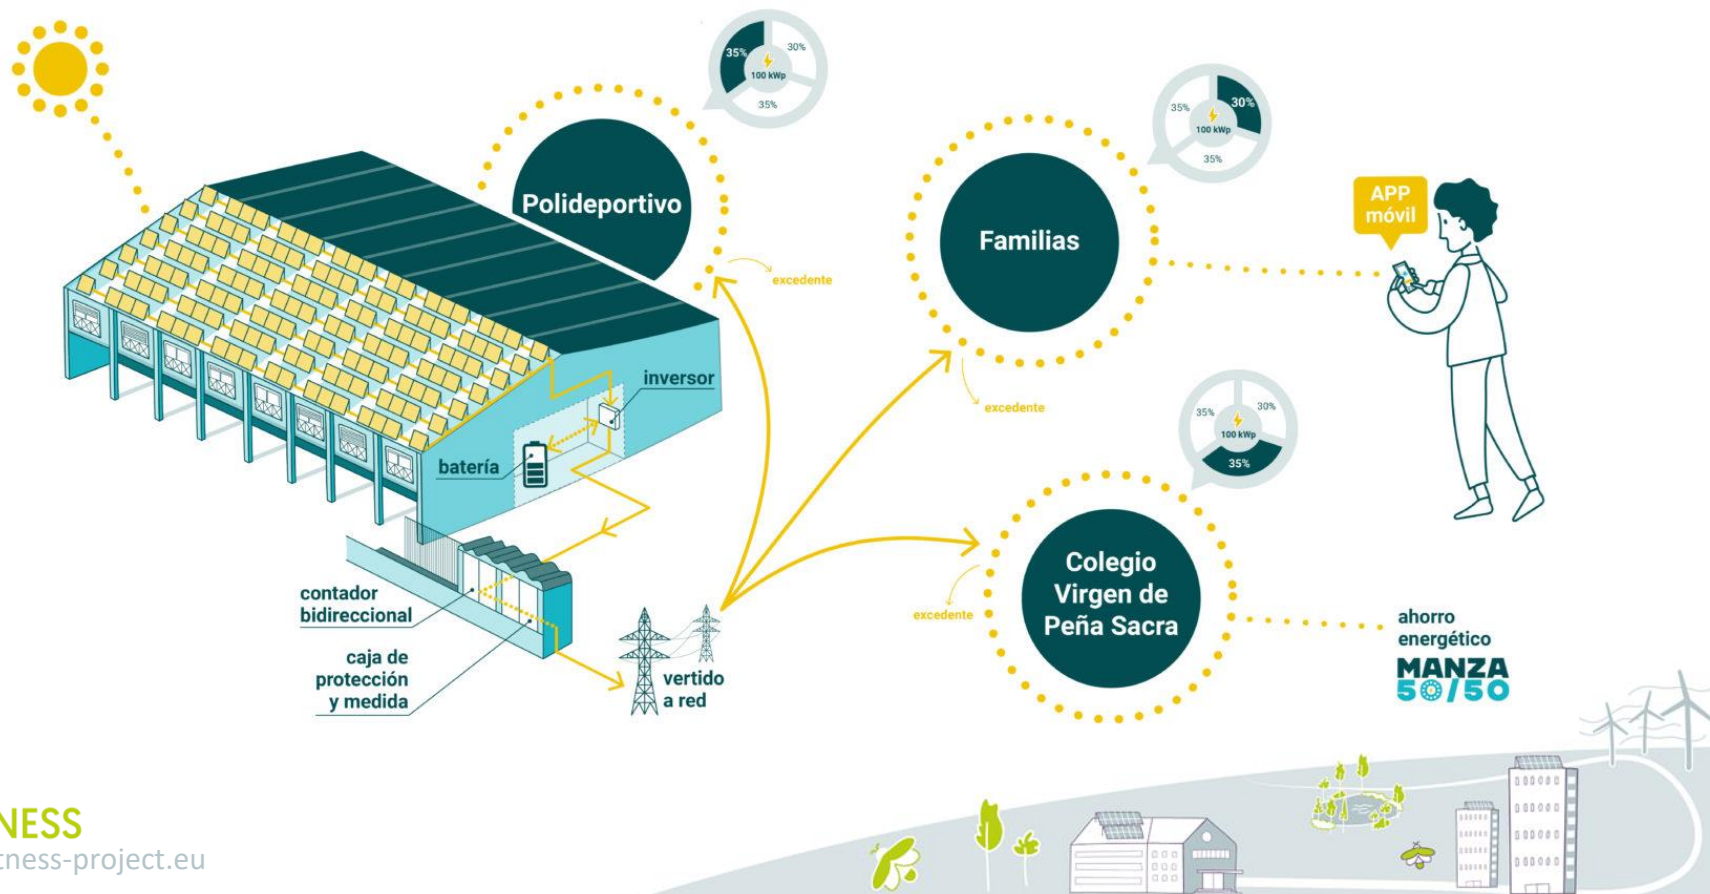 35%
30%
100 kWp
35%
Polideportivo
excedente
35%
30%
100 kWp
35%
Familias
excedente
APP
móvil
inversor
batería
contador
bidireccional
caja de
protección
y medida
vertido
a red
35%
30%
100 kWp
35%
Colegio
Virgen de
Peña Sacra
excedente
ahorro
energético
MANZA
50/50
NESS
tness-project.eu